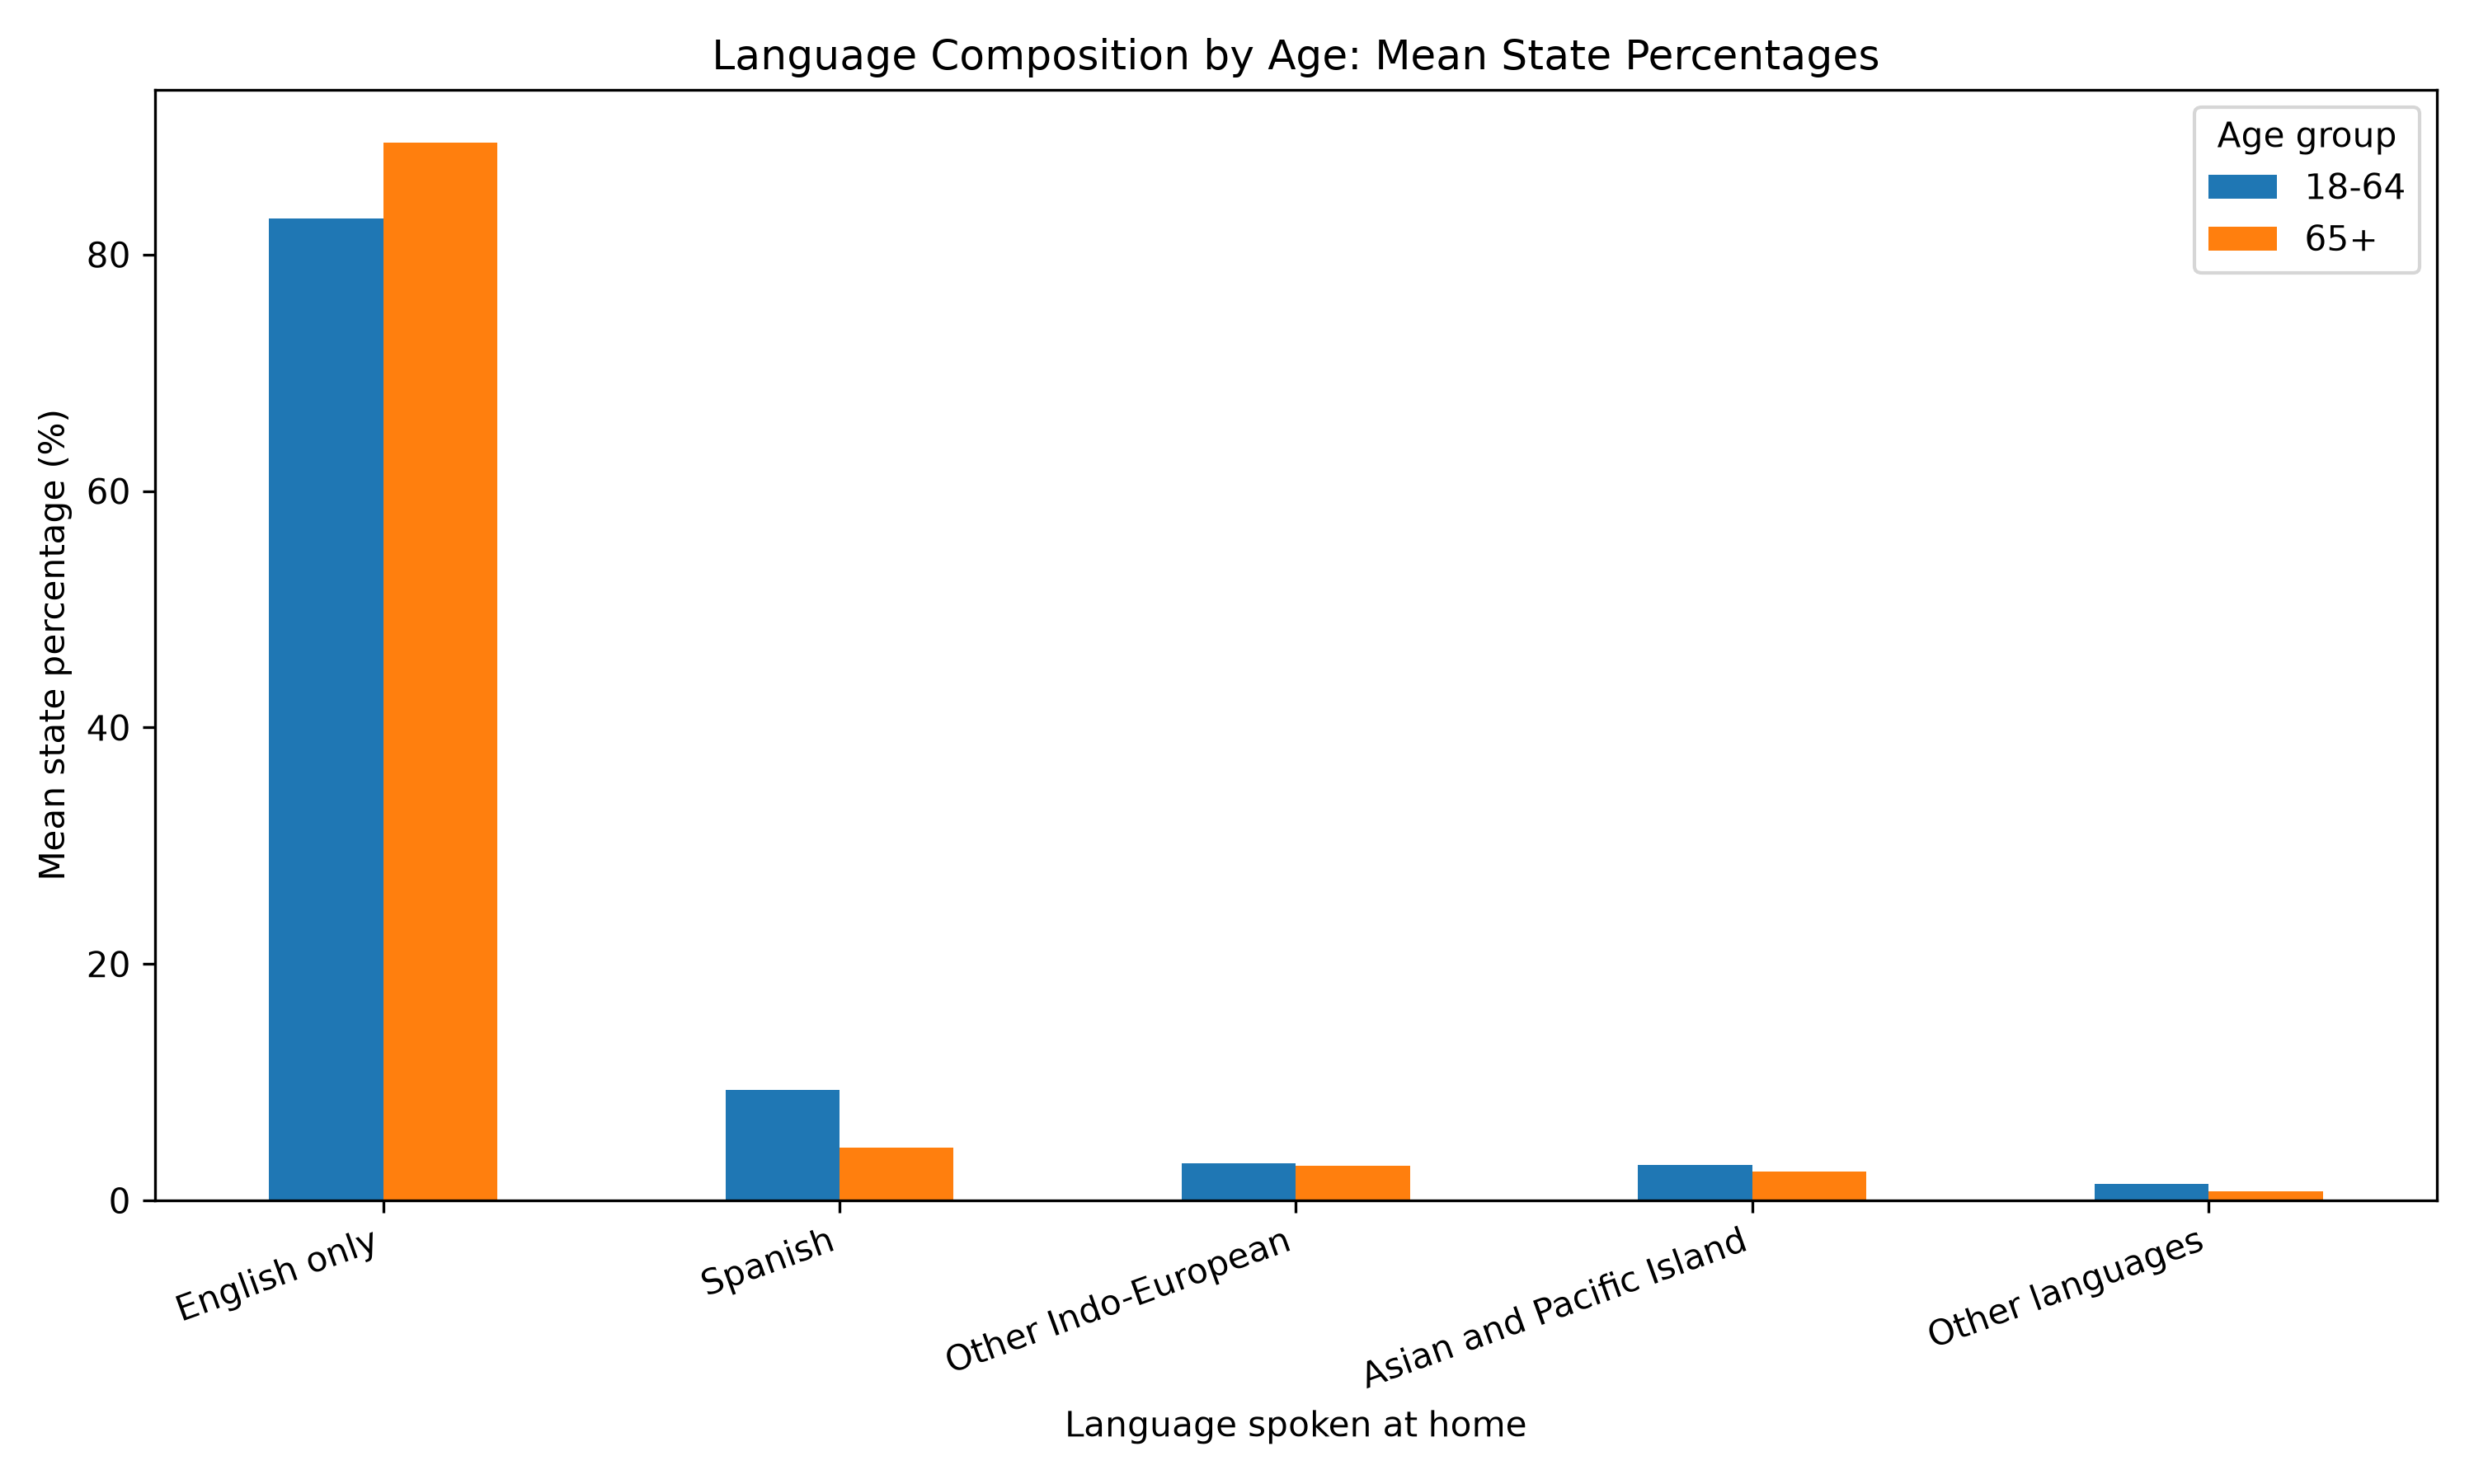 Language Composition by Age: Mean State Percentages
Age group
18-64
65+
Mean state percentage (%)
80
60
40
20
0
English only
Spanish
Other Indo-European
Asian and Pacific Island
Other languages
Language spoken at home